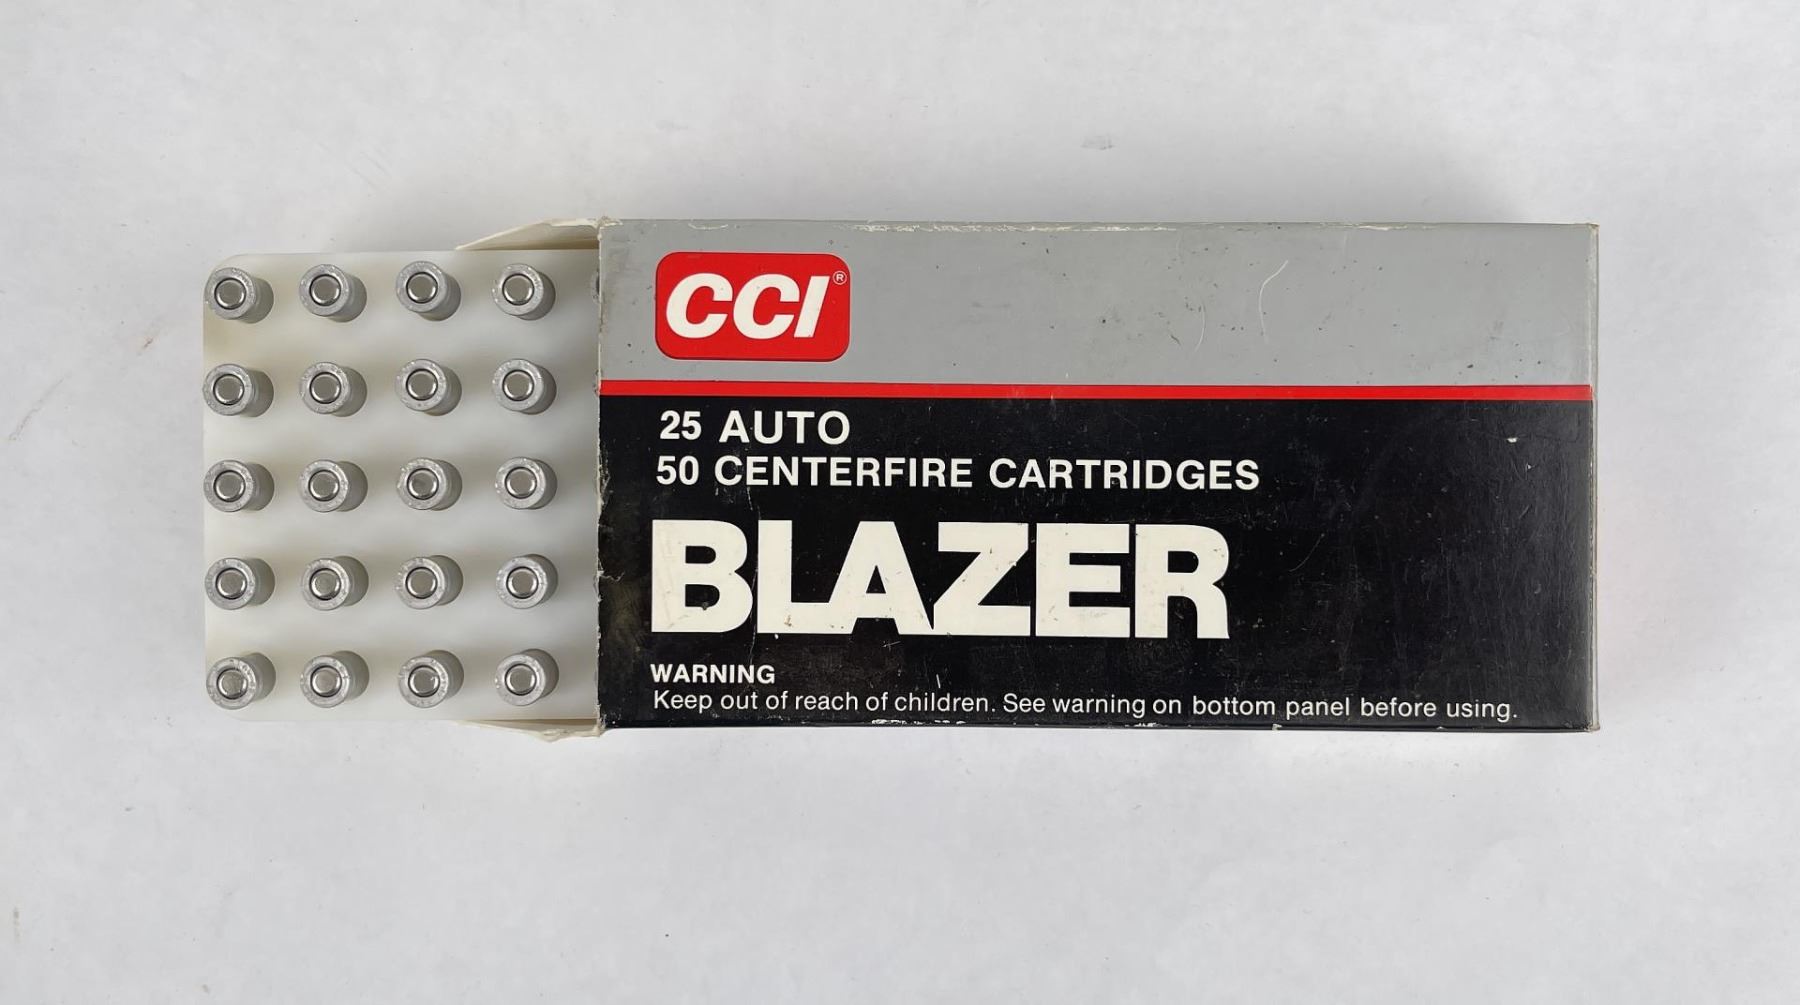 CCI®
25 AUTO
50 CENTERFIRE CARTRIDGES
BLAZER
WARNING
Keep out of reach of children. See warning on bottom panel before using.